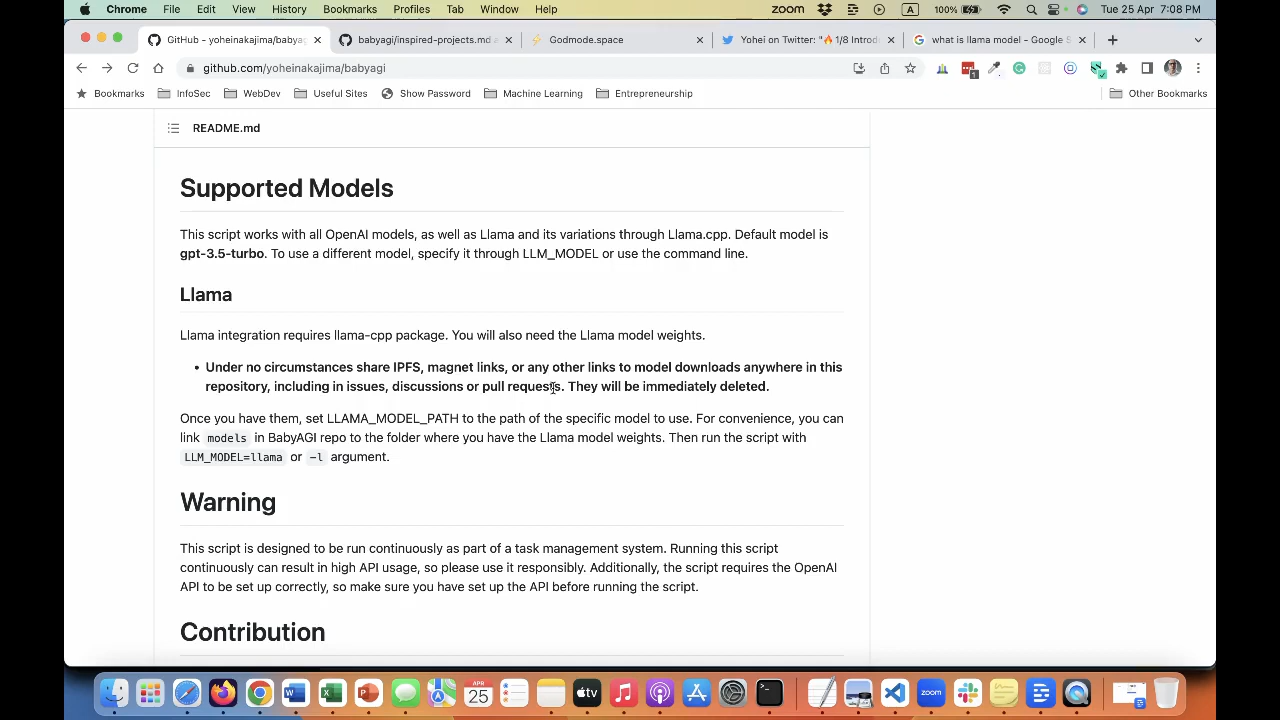 Chrome File Edit View History Bookmarks Profiles Tab Window Help zoom A 100% Tue 25 Apr 7:08 PM
GitHub - yoheinakajima/babyag babyagi/inspired-projects.md a Godmode.space Yohei on Twitter: "🔥 1/8 Introd what is llama model - Google S
github.com/yoheinakajima/babyagi 1
Bookmarks InfoSec WebDev Useful Sites Show Password Machine Learning Entrepreneurship Other Bookmarks
README.md
Supported Models
This script works with all OpenAI models, as well as Llama and its variations through Llama.cpp. Default model is
gpt-3.5-turbo. To use a different model, specify it through LLM_MODEL or use the command line.
Llama
Llama integration requires llama-cpp package. You will also need the Llama model weights.
• Under no circumstances share IPFS, magnet links, or any other links to model downloads anywhere in this
repository, including in issues, discussions or pull requests. They will be immediately deleted.
Once you have them, set LLAMA_MODEL_PATH to the path of the specific model to use. For convenience, you can
link models in BabyAGI repo to the folder where you have the Llama model weights. Then run the script with
LLM_MODEL=llama or -l argument.
Warning
This script is designed to be run continuously as part of a task management system. Running this script
continuously can result in high API usage, so please use it responsibly. Additionally, the script requires the OpenAI
API to be set up correctly, so make sure you have set up the API before running the script.
Contribution
APR
25
tv
zoom